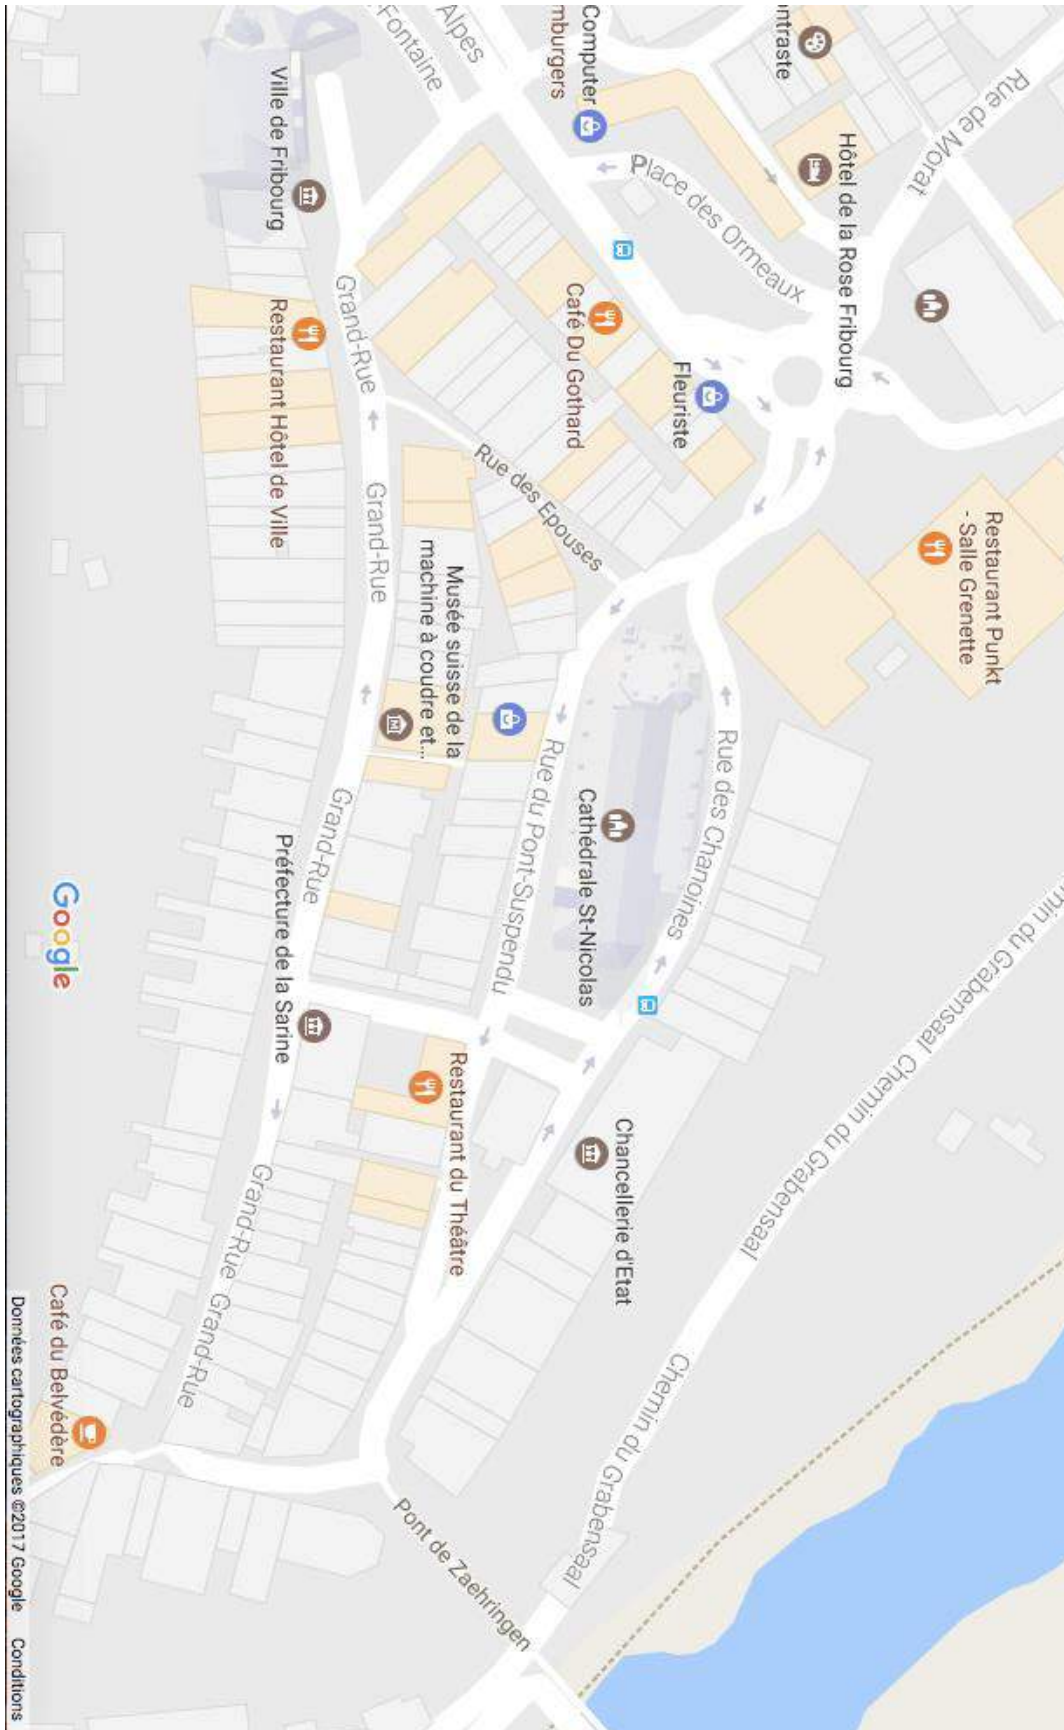 min du Grabensaal
Chemin du Grabensaal
Chemin du Grabensaal
Chemin du Grabensaal
Rue de Morat
Restaurant Punkt
- Salle Grenette
Hôtel de la Rose Fribourg
ntraste
Place des Ormeaux
Rue des Chanoines
Fleuriste
Chancellerie d'Etat
Computer
mburgers
Cathédrale St-Nicolas
Café Du Gothard
Rue des Epouses
Rue du Pont-Suspendu
Alpes
Fontaine
Musée suisse de la
machine à coudre et...
Restaurant du Théâtre
Pont de Zaehringen
Grand-Rue
Grand-Rue
Grand-Rue
Grand-Rue
Grand-Rue
Ville de Fribourg
Restaurant Hôtel de Ville
Préfecture de la Sarine
Café du Belvédère
Google
Données cartographiques ©2017 Google Conditions